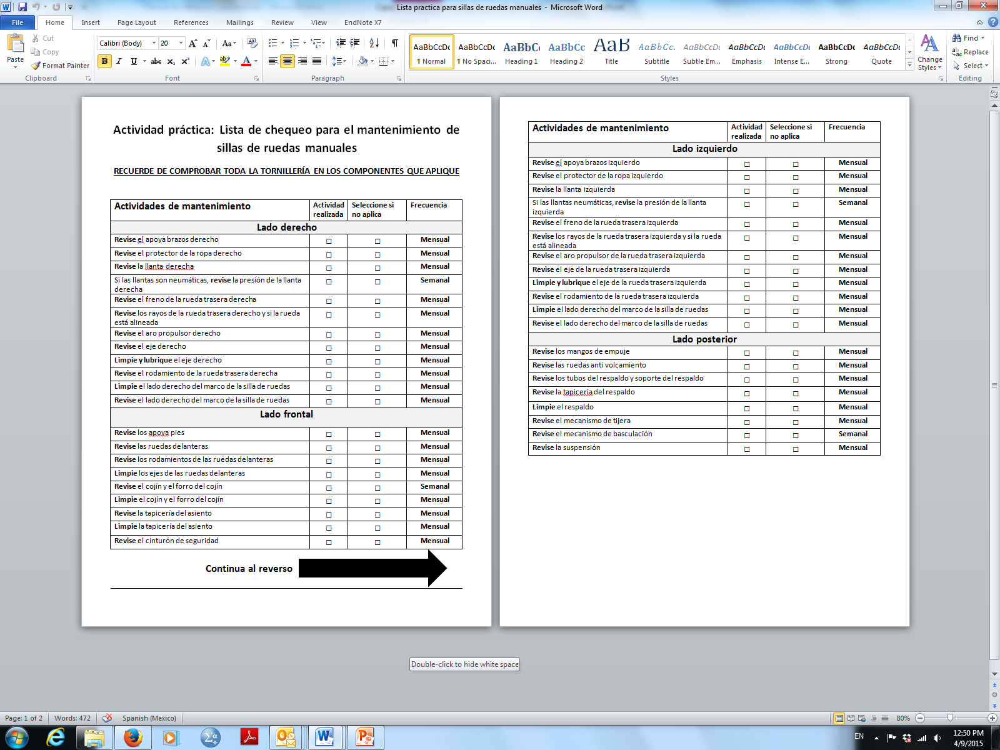 Lista practica para sillas de ruedas manuales - Microsoft Word
File Home Insert Page Layout References Mailings Review View EndNote X7
Paste
Cut
Copy
Format Painter
Clipboard
Calibri (Body) 20
Font
Paragraph
AaBbCcDc AaBbCcDc AaBbCc AaBbCc AaB AaBbCc. AaBbCcDc AaBbCcDc AaBbCcDc AaBbCcDc AaBbCcDc
¶ Normal ¶ No Spaci... Heading 1 Heading 2 Title Subtitle Subtle Em... Emphasis Intense E... Strong Quote
Styles
Change Styles
Find
Replace
Select
Editing
Actividad práctica: Lista de chequeo para el mantenimiento de
sillas de ruedas manuales
RECUERDE DE COMPROBAR TODA LA TORNILLERÍA EN LOS COMPONENTES QUE APLIQUE
Actividades de mantenimiento Actividad realizada Seleccione si no aplica Frecuencia
Lado derecho
Revise el apoya brazos derecho □ □ Mensual
Revise el protector de la ropa derecho □ □ Mensual
Revise la llanta derecha □ □ Mensual
Si las llantas son neumáticas, revise la presión de la llanta □ □ Semanal
derecha
Revise el freno de la rueda trasera derecha □ □ Mensual
Revise los rayos de la rueda trasera derecho y si la rueda □ □ Mensual
está alineada
Revise el aro propulsor derecho □ □ Mensual
Revise el eje derecho □ □ Mensual
Limpie y lubrique el eje derecho □ □ Mensual
Revise el rodamiento de la rueda trasera derecha □ □ Mensual
Limpie el lado derecho del marco de la silla de ruedas □ □ Mensual
Revise el lado derecho del marco de la silla de ruedas □ □ Mensual
Lado frontal
Revise los apoya pies □ □ Mensual
Revise las ruedas delanteras □ □ Mensual
Revise los rodamientos de las ruedas delanteras □ □ Mensual
Limpie los ejes de las ruedas delanteras □ □ Mensual
Revise el cojín y el forro del cojín □ □ Semanal
Limpie el cojín y el forro del cojín □ □ Mensual
Revise la tapicería del asiento □ □ Mensual
Limpie la tapicería del asiento □ □ Mensual
Revise el cinturón de seguridad □ □ Mensual
Continua al reverso
Actividades de mantenimiento Actividad realizada Seleccione si no aplica Frecuencia
Lado izquierdo
Revise el apoya brazos izquierdo □ □ Mensual
Revise el protector de la ropa izquierdo □ □ Mensual
Revise la llanta izquierda □ □ Mensual
Si las llantas neumáticas, revise la presión de la llanta □ □ Semanal
izquierda
Revise el freno de la rueda trasera izquierda □ □ Mensual
Revise los rayos de la rueda trasera izquierda y si la rueda □ □ Mensual
está alineada
Revise el aro propulsor de la rueda trasera izquierda □ □ Mensual
Revise el eje de la rueda trasera izquierda □ □ Mensual
Limpie y lubrique el eje de la rueda trasera izquierda □ □ Mensual
Revise el rodamiento de la rueda trasera izquierda □ □ Mensual
Limpie el lado derecho del marco de la silla de ruedas □ □ Mensual
Revise el lado derecho del marco de la silla de ruedas □ □ Mensual
Lado posterior
Revise los mangos de empuje □ □ Mensual
Revise las ruedas anti volcamiento □ □ Mensual
Revise los tubos del respaldo y soporte del respaldo □ □ Mensual
Revise la tapiceria del respaldo □ □ Mensual
Limpie el respaldo □ □ Mensual
Revise el mecanismo de tijera □ □ Mensual
Revise el mecanismo de basculación □ □ Semanal
Revise la suspensión □ □ Mensual
Double-click to hide white space
Page: 1 of 2 Words: 472 Spanish (Mexico) 80%
EN 12:50 PM
4/9/2015